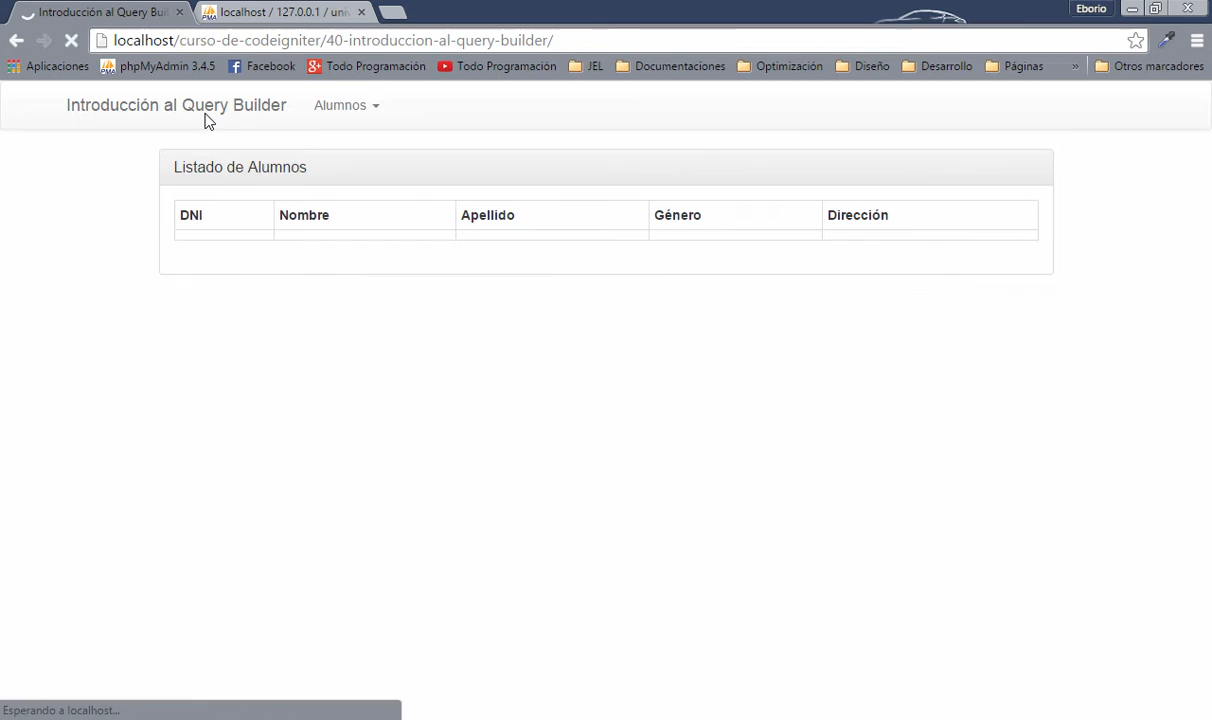 Introducción al Query Buil
localhost / 127.0.0.1 / uni
Eborio
localhost/curso-de-codeigniter/40-introduccion-al-query-builder/
Aplicaciones phpMyAdmin 3.4.5 Facebook Todo Programación Todo Programación JEL Documentaciones Optimización Diseño Desarrollo Páginas » Otros marcadores
Introducción al Query Builder Alumnos
Listado de Alumnos
DNI Nombre Apellido Género Dirección
Esperando a localhost...